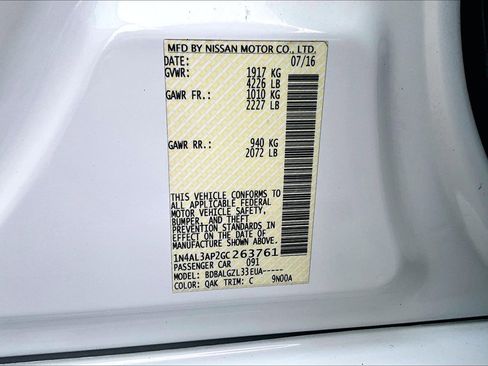 MFD BY NISSAN MOTOR CO., LTD.
DATE: 07/16
GVWR: 1917 KG
4226 LB
GAWR FR.: 1010 KG
2227 LB
GAWR RR.: 940 KG
2072 LB
THIS VEHICLE CONFORMS TO
ALL APPLICABLE FEDERAL
MOTOR VEHICLE SAFETY,
BUMPER, AND THEFT
PREVENTION STANDARDS
IN EFFECT ON THE DATE OF
MANUFACTURE SHOWN ABOVE.
1N4AL3AP2GC263761
PASSENGER CAR 091
MODEL: BDBALGZL33EUA-----
COLOR: QAK TRIM: C 9N00A